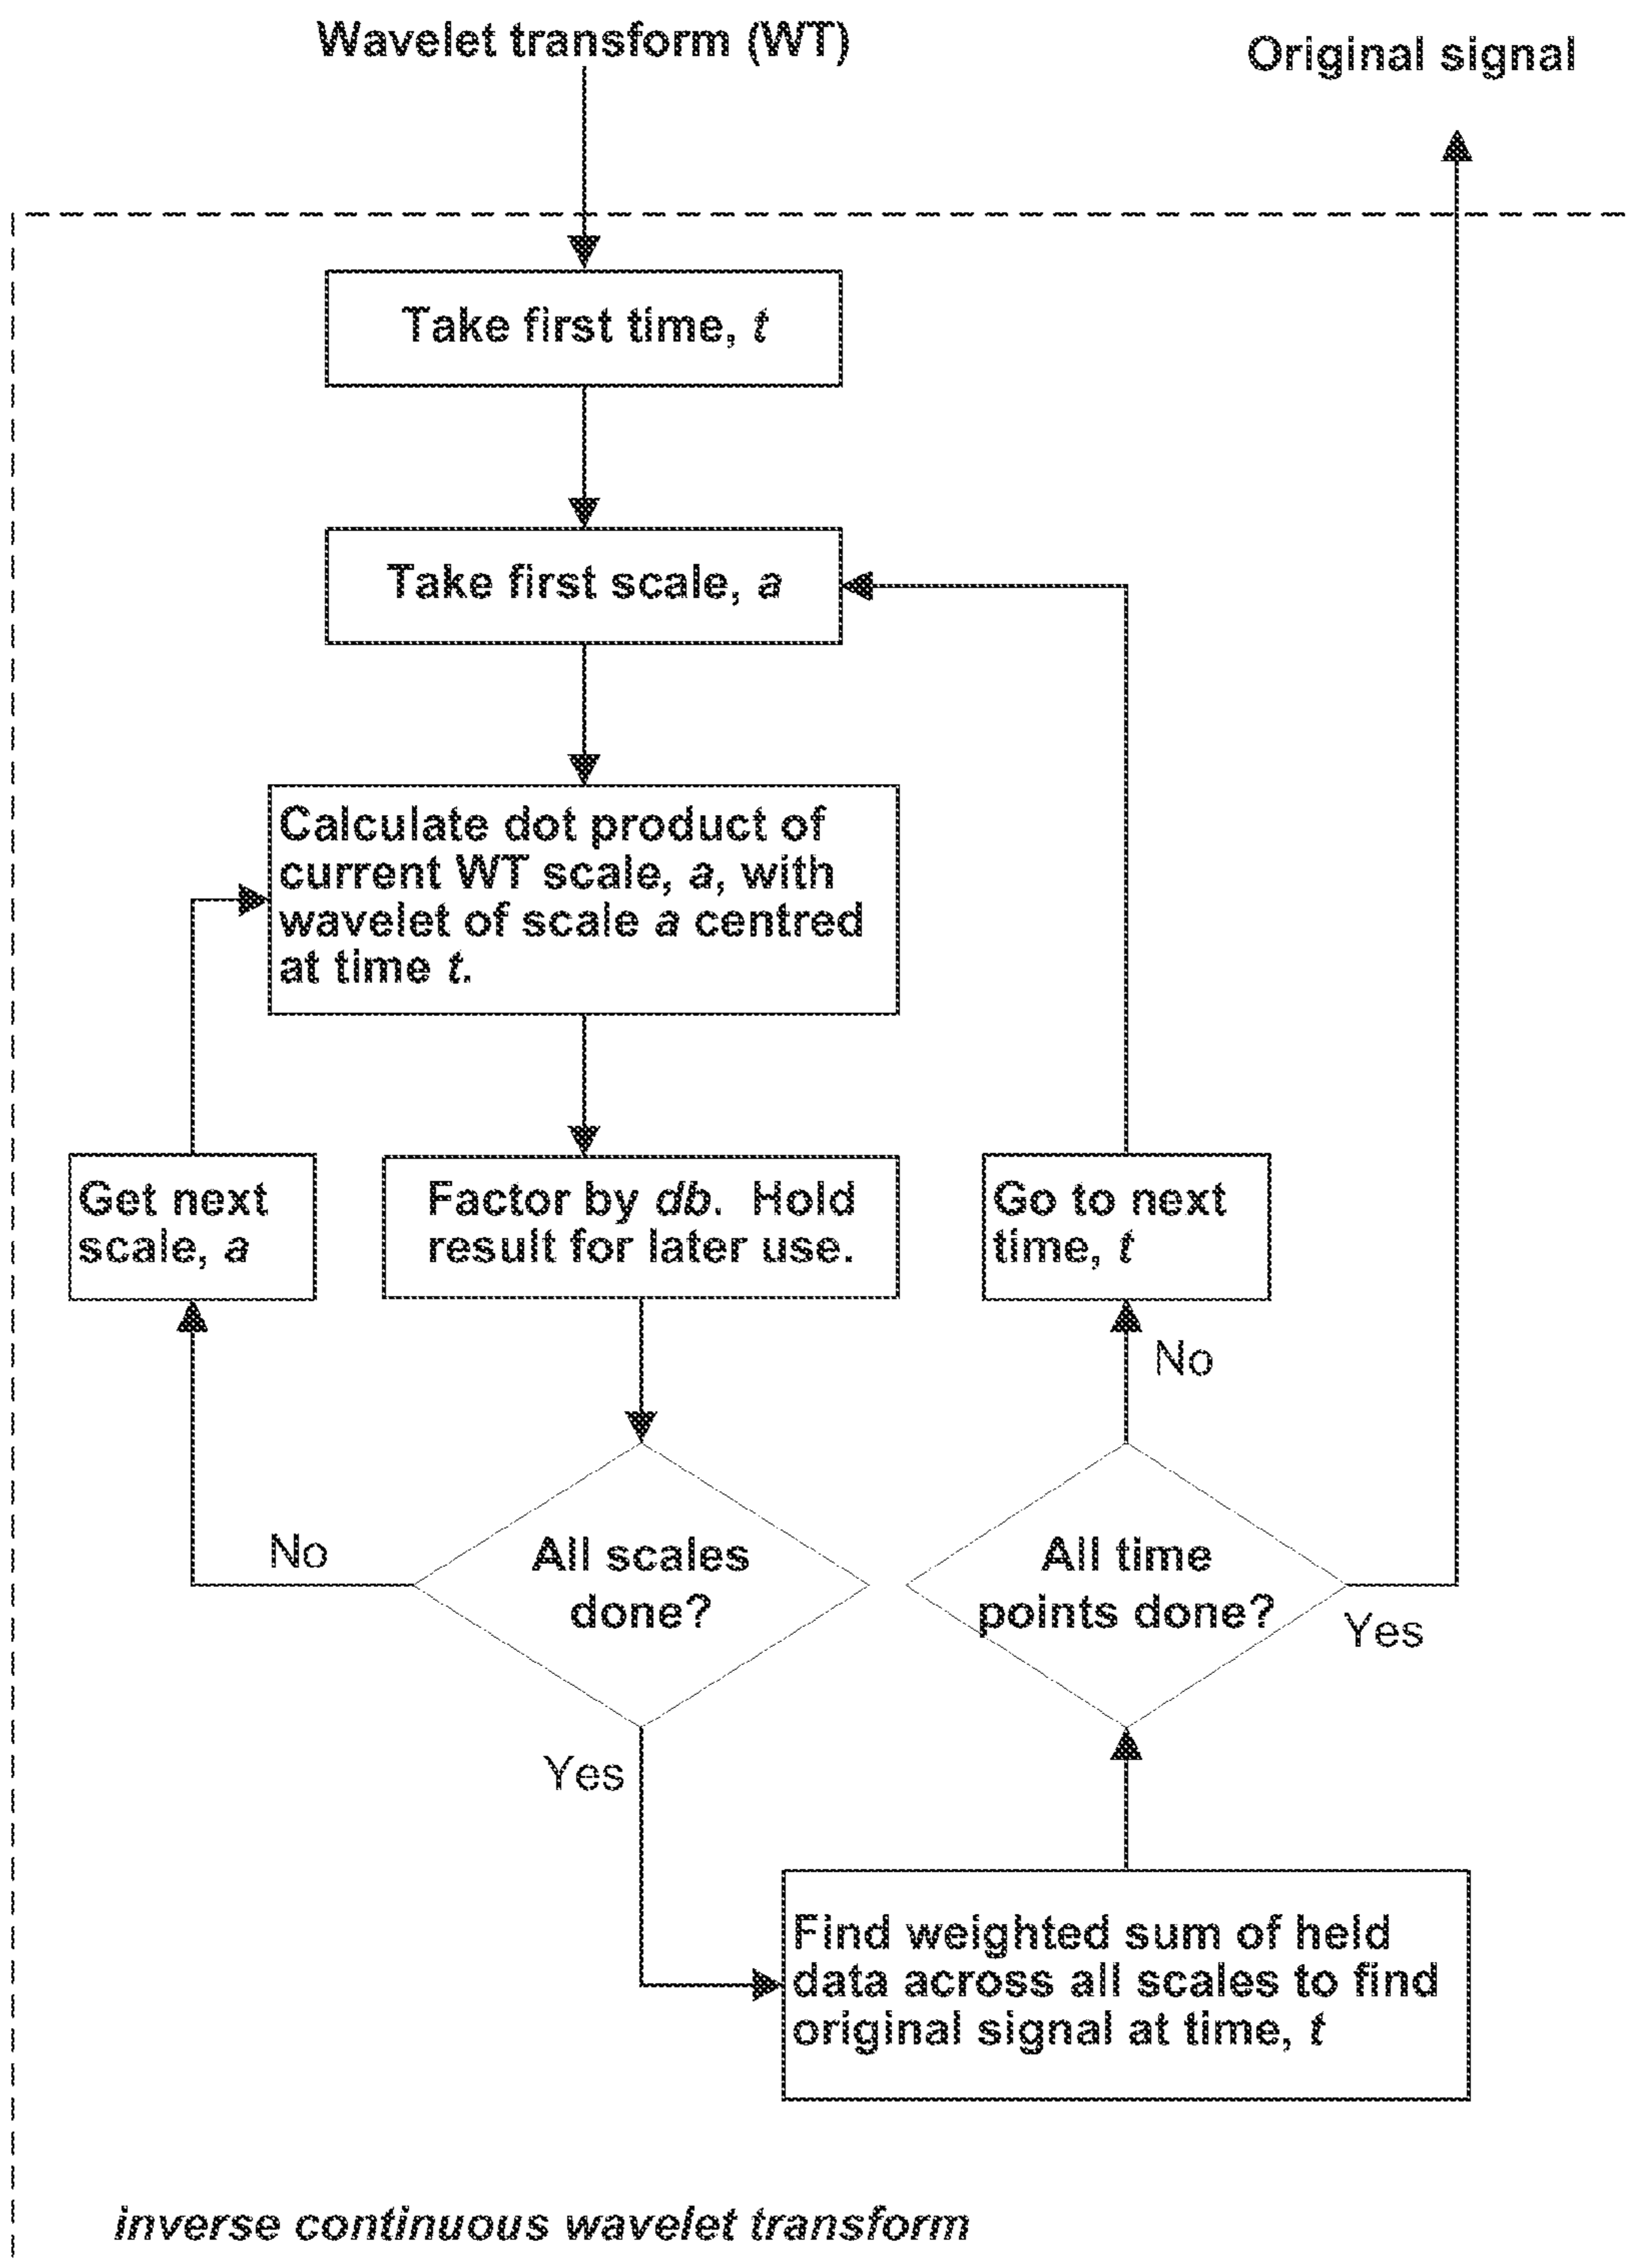 Wavelet transform (WT)
Original signal
Take first time, t
Take first scale, a
Calculate dot product of
current WT scale, a, with
wavelet of scale a centred
at time t.
Get next
scale, a
Factor by db. Hold
result for later use.
Go to next
time, t
No
No
All scales
done?
All time
points done?
Yes
Yes
Find weighted sum of held
data across all scales to find
original signal at time, t
inverse continuous wavelet transform